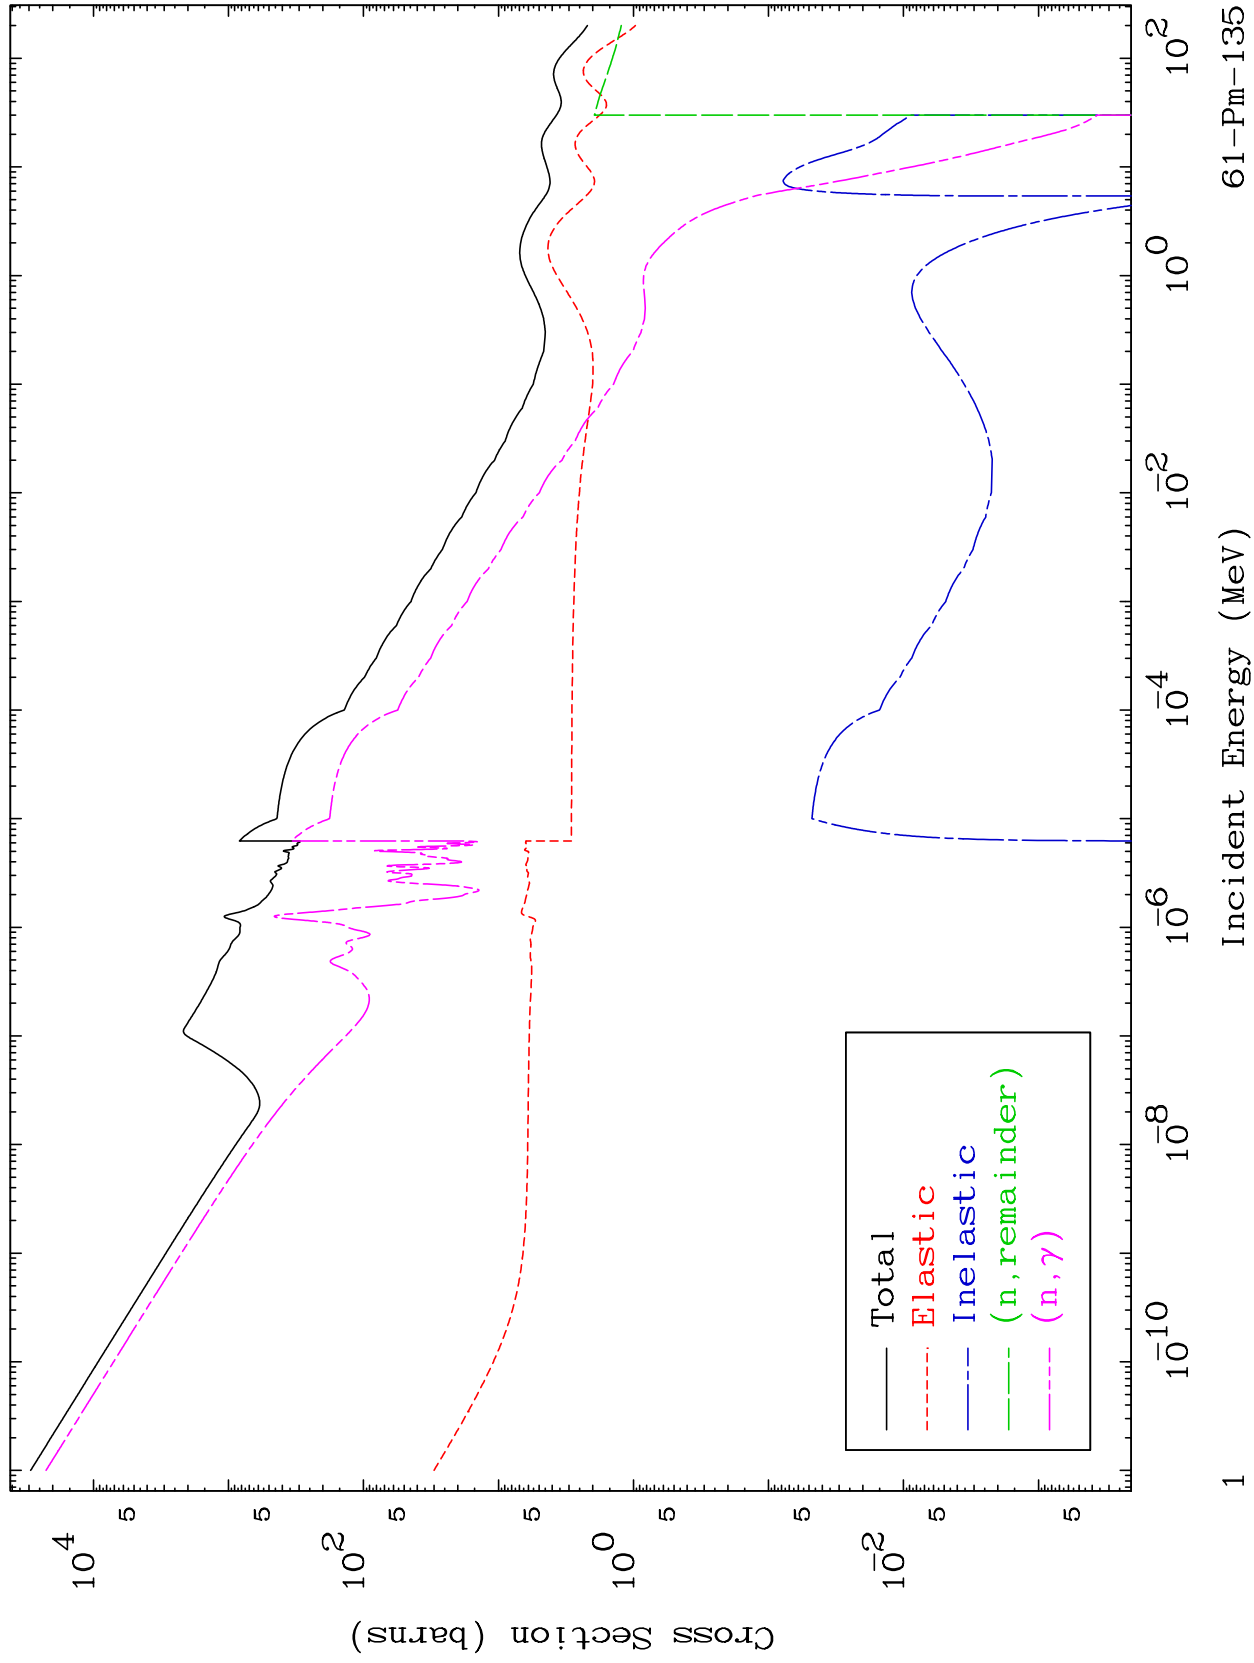 Cross Section (barns)
10^4
5
5
10^2
5
5
10^0
5
10^-2
5
5
Total
Elastic
Inelastic
(n,remainder)
(n,γ)
10^-10
10^-8
10^-6
10^-4
10^-2
10^0
10^2
1
Incident Energy (MeV)
61-Pm-135